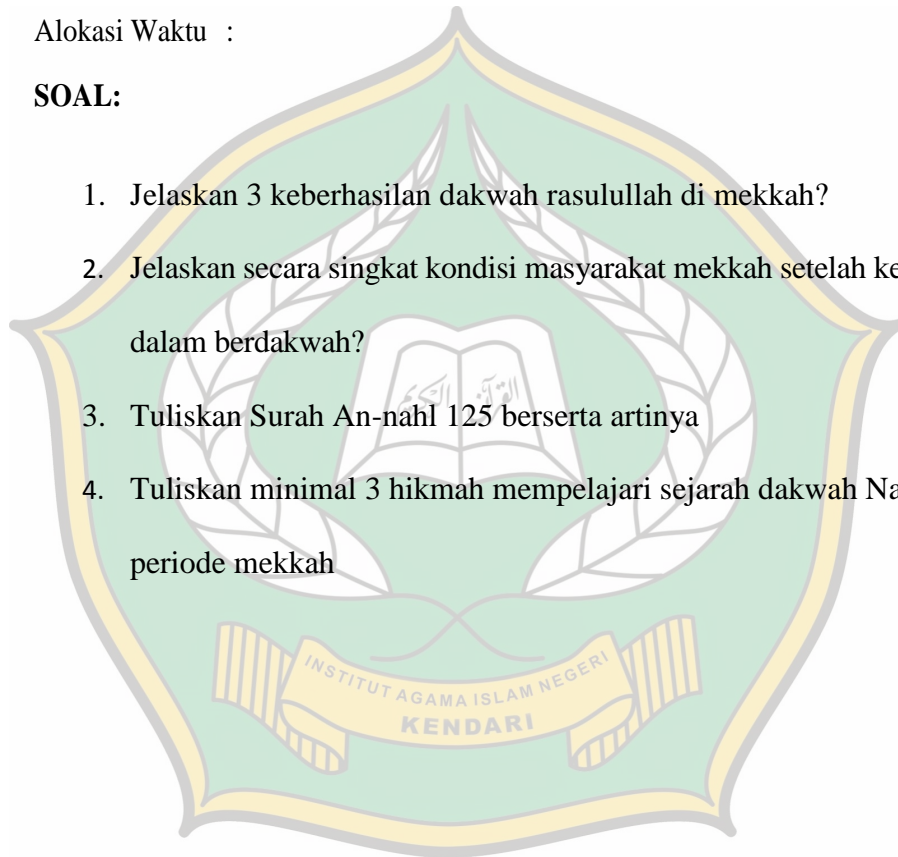 Alokasi Waktu :
SOAL:
1. Jelaskan 3 keberhasilan dakwah rasulullah di mekkah?
2. Jelaskan secara singkat kondisi masyarakat mekkah setelah ke
dalam berdakwah?
القرآن الكريم
3. Tuliskan Surah An-nahl 125 berserta artinya
4. Tuliskan minimal 3 hikmah mempelajari sejarah dakwah Na
periode mekkah
INSTITUT AGAMA ISLAM NEGERI
KENDARI